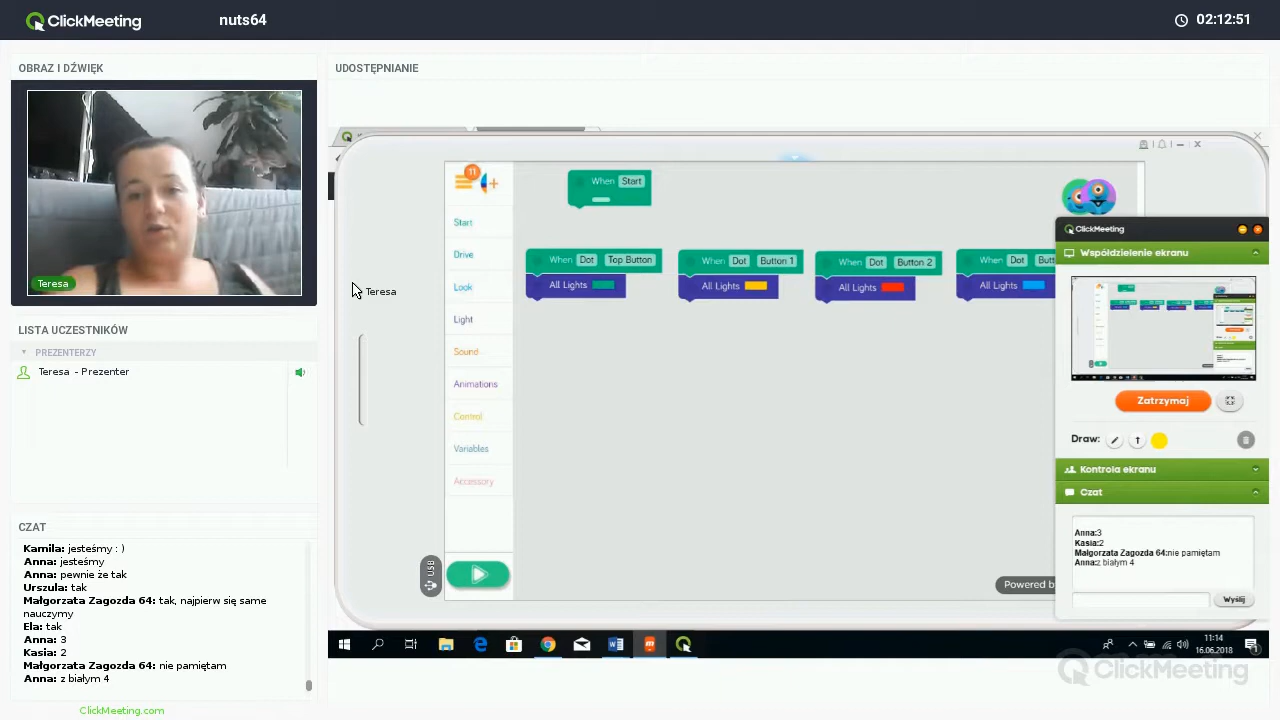 ClickMeeting
nuts64
02:12:51
OBRAZ I DŹWIĘK
Teresa
LISTA UCZESTNIKÓW
PREZENTERZY
Teresa - Prezenter
CZAT
Kamila: jesteśmy : )
Anna: jesteśmy
Anna: pewnie że tak
Urszula: tak
Małgorzata Zagozda 64: tak, najpierw się same
nauczymy
Ela: tak
Anna: 3
Kasia: 2
Małgorzata Zagozda 64: nie pamiętam
Anna: z białym 4
ClickMeeting.com
UDOSTĘPNIANIE
Teresa
11
Start
Drive
Look
Light
Sound
Animations
Control
Variables
Accessory
When Start
When Dot Top Button
All Lights
When Dot Button 1
All Lights
When Dot Button 2
All Lights
When Dot
All Lights
USB
Powered by
ClickMeeting
Współdzielenie ekranu
Zatrzymaj
Draw:
Kontrola ekranu
Czat
Anna:3
Kasia:2
Małgorzata Zagozda 64:nie pamiętam
Anna:z białym 4
Wyślij
11:14
16.06.2018
ClickMeeting